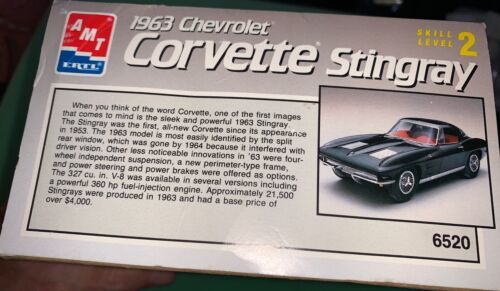 AMT
ERTL
1963 Chevrolet
Corvette Stingray
SKILL
LEVEL 2
When you think of the word Corvette, one of the first images
that comes to mind is the sleek and powerful 1963 Stingray.
The Stingray was the first, all-new Corvette since its appearance
in 1953. The 1963 model is most easily identified by the split
rear window, which was gone by 1964 because it interfered with
driver vision. Other less noticeable innovations in '63 were four-
wheel independent suspension, a new perimeter-type frame,
and power steering and power brakes were offered as options.
The 327 cu. in. V-8 was available in several versions including
a powerful 360 hp fuel-injection engine. Approximately 21,500
Stingrays were produced in 1963 and had a base price of
over $4,000.
6520